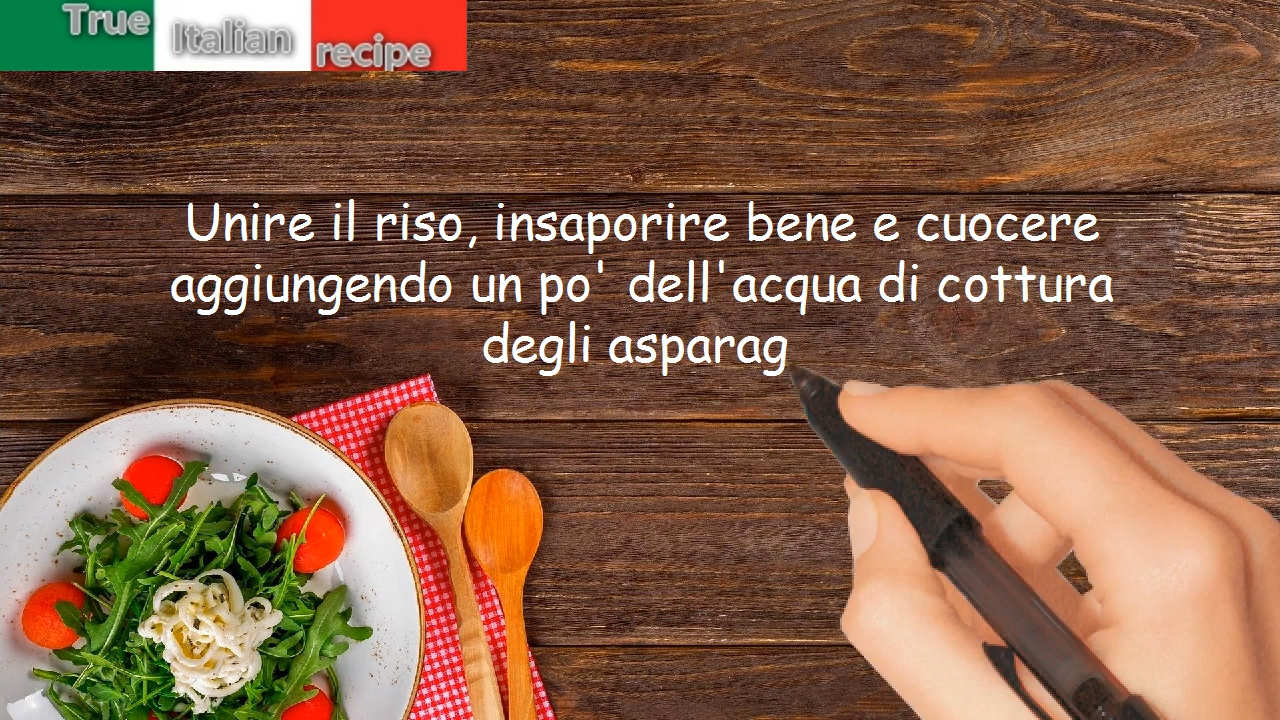 True
Italian
recipe
Unire il riso, insaporire bene e cuocere
aggiungendo un po' dell'acqua di cottura
degli asparag